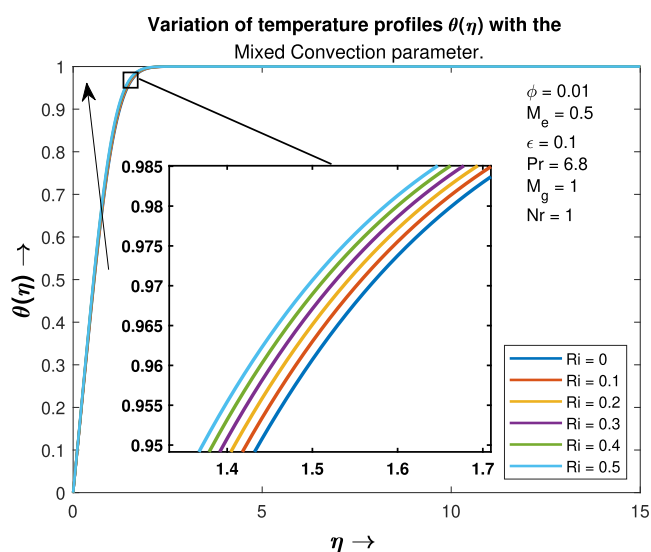 Variation of temperature profiles θ(η) with the
Mixed Convection parameter.
1
0.9
0.8
0.7
0.6
0.5
0.4
0.3
0.2
0.1
0
θ(η) →
0
5
10
15
η →
ϕ = 0.01
M_e = 0.5
ϵ = 0.1
Pr = 6.8
M_g = 1
Nr = 1
0.985
0.98
0.975
0.97
0.965
0.96
0.955
0.95
1.4
1.5
1.6
1.7
Ri = 0
Ri = 0.1
Ri = 0.2
Ri = 0.3
Ri = 0.4
Ri = 0.5